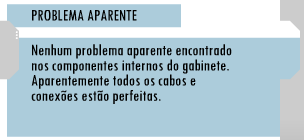 PROBLEMA APARENTE
Nenhum problema aparente encontrado
nos componentes internos do gabinete.
Aparentemente todos os cabos e
conexões estão perfeitas.